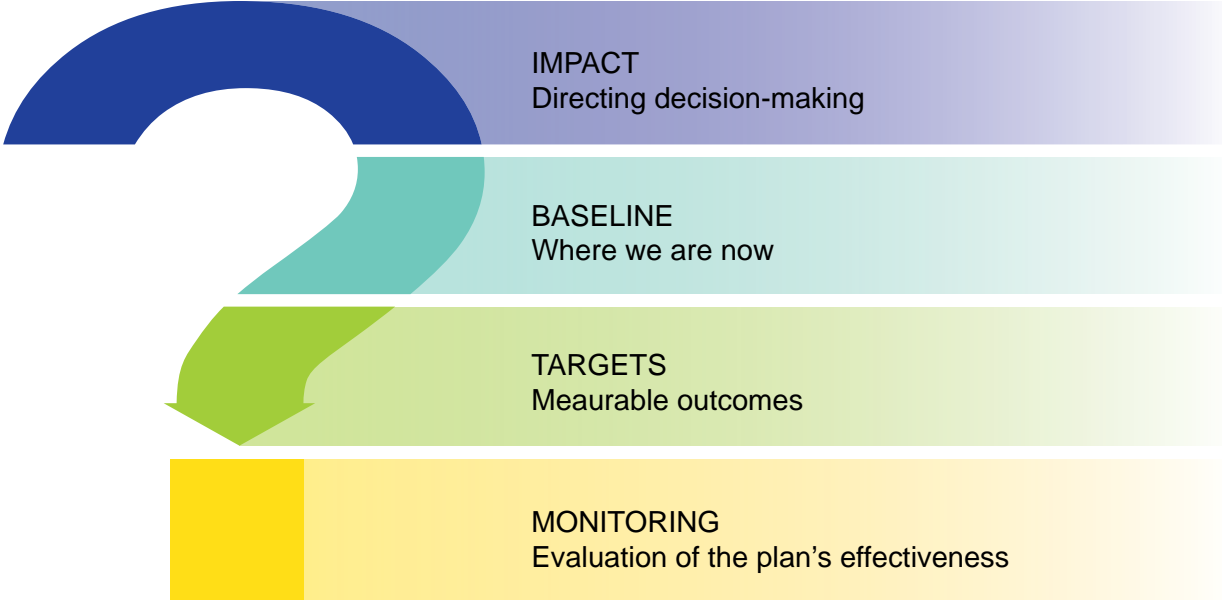 IMPACT
Directing decision-making
BASELINE
Where we are now
TARGETS
Meaurable outcomes
MONITORING
Evaluation of the plan’s effectiveness